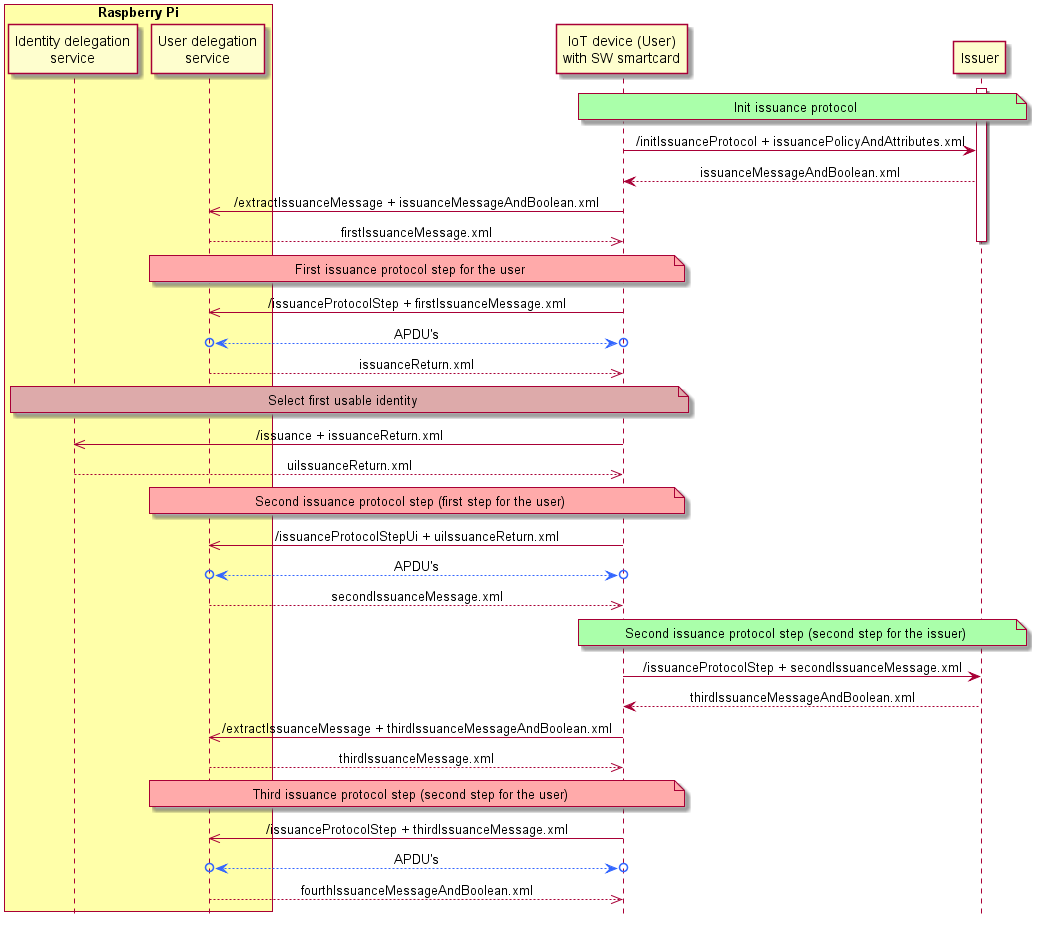 Raspberry Pi
Identity delegation
service
User delegation
service
IoT device (User)
with SW smartcard
Issuer
Init issuance protocol
/initIssuanceProtocol + issuancePolicyAndAttributes.xml
issuanceMessageAndBoolean.xml
/extractIssuanceMessage + issuanceMessageAndBoolean.xml
firstIssuanceMessage.xml
First issuance protocol step for the user
/issuanceProtocolStep + firstIssuanceMessage.xml
APDU's
issuanceReturn.xml
Select first usable identity
/issuance + issuanceReturn.xml
uiIssuanceReturn.xml
Second issuance protocol step (first step for the user)
/issuanceProtocolStepUi + uiIssuanceReturn.xml
APDU's
secondIssuanceMessage.xml
Second issuance protocol step (second step for the issuer)
/issuanceProtocolStep + secondIssuanceMessage.xml
thirdIssuanceMessageAndBoolean.xml
/extractIssuanceMessage + thirdIssuanceMessageAndBoolean.xml
thirdIssuanceMessage.xml
Third issuance protocol step (second step for the user)
/issuanceProtocolStep + thirdIssuanceMessage.xml
APDU's
fourthIssuanceMessageAndBoolean.xml